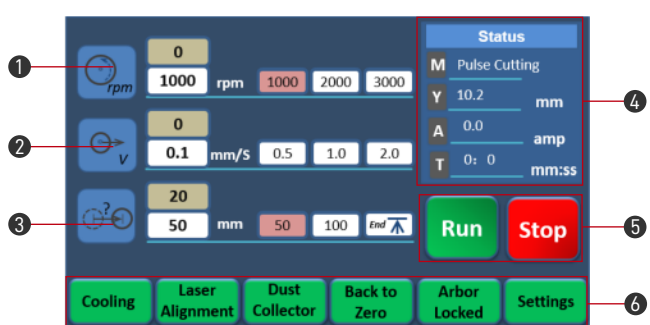 0
1 rpm 1000 rpm 1000 2000 3000
0
2 V 0.1 mm/S 0.5 1.0 2.0
20
3 ? 50 mm 50 100 End
Status
M Pulse Cutting
Y 10.2 mm
A 0.0 amp
T 0: 0 mm:ss
4
Run Stop 5
Cooling
Laser
Alignment
Dust
Collector
Back to
Zero
Arbor
Locked
Settings
6